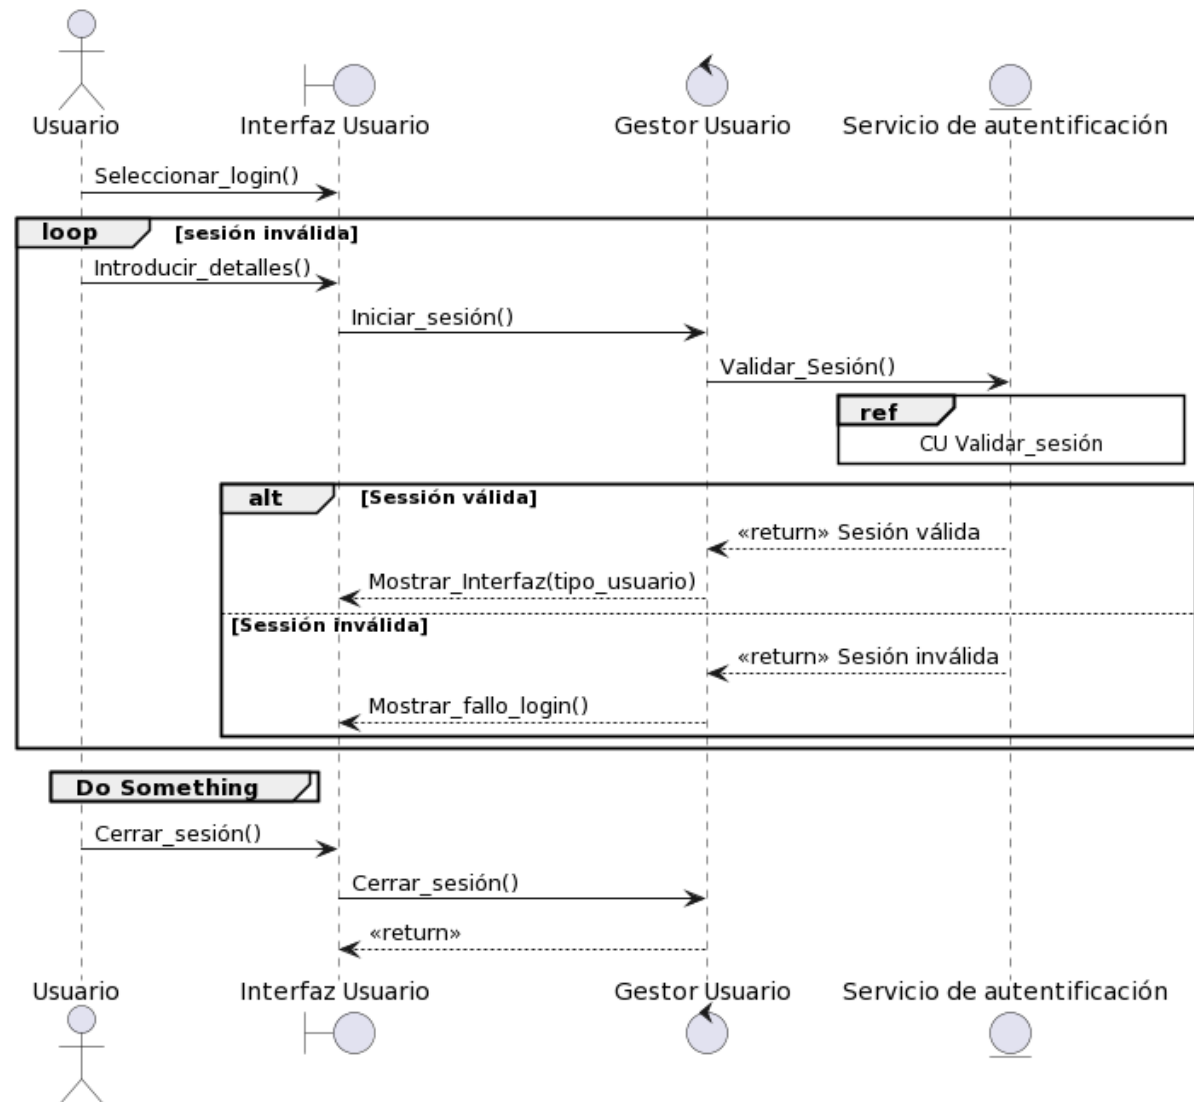 Usuario
Interfaz Usuario
Gestor Usuario
Servicio de autentificación
Seleccionar_login()
loop
[sesión inválida]
Introducir_detalles()
Iniciar_sesión()
Validar_Sesión()
ref
CU Validar_sesión
alt
[Sessión válida]
«return» Sesión válida
Mostrar_Interfaz(tipo_usuario)
[Sessión inválida]
«return» Sesión inválida
Mostrar_fallo_login()
Do Something
Cerrar_sesión()
Cerrar_sesión()
«return»
Usuario
Interfaz Usuario
Gestor Usuario
Servicio de autentificación